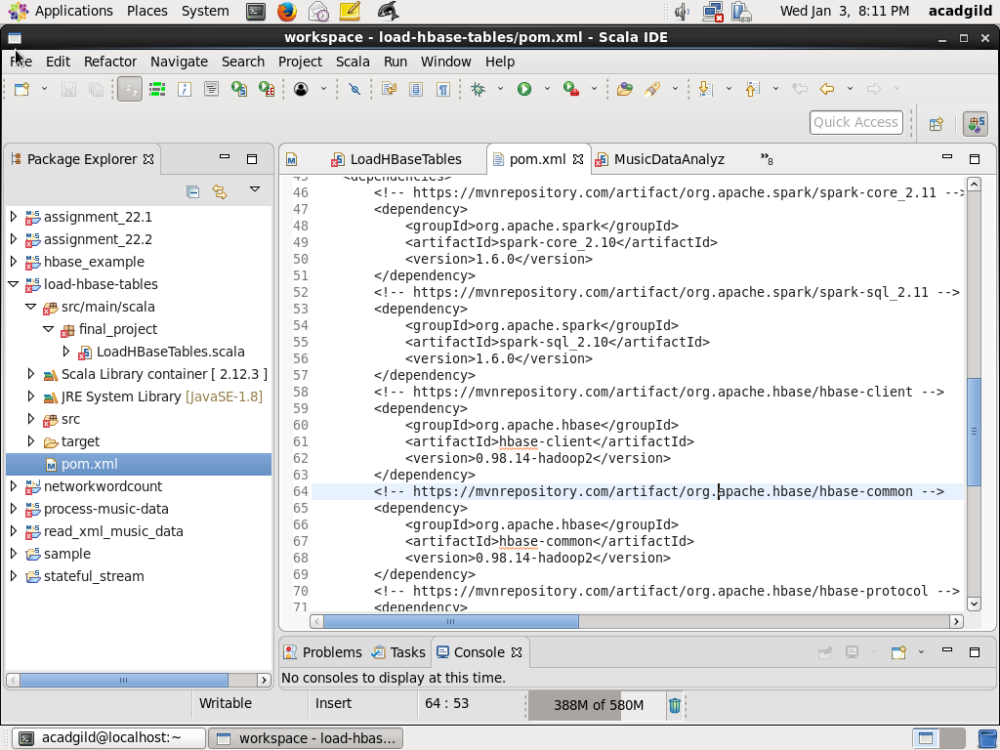 Applications Places System Wed Jan 3, 8:11 PM acadgild
workspace - load-hbase-tables/pom.xml - Scala IDE
Edit Refactor Navigate Search Project Scala Run Window Help
Quick Access
Package Explorer
LoadHBaseTables
pom.xml
MusicDataAnalyz
»8
assignment_22.1
assignment_22.2
hbase_example
load-hbase-tables
src/main/scala
final_project
LoadHBaseTables.scala
Scala Library container [ 2.12.3 ]
JRE System Library [JavaSE-1.8]
src
target
pom.xml
networkwordcount
process-music-data
read_xml_music_data
sample
stateful_stream
45 <dependencies>
46 <!-- https://mvnrepository.com/artifact/org.apache.spark/spark-core_2.11 -->
47 <dependency>
48 <groupId>org.apache.spark</groupId>
49 <artifactId>spark-core_2.10</artifactId>
50 <version>1.6.0</version>
51 </dependency>
52 <!-- https://mvnrepository.com/artifact/org.apache.spark/spark-sql_2.11 -->
53 <dependency>
54 <groupId>org.apache.spark</groupId>
55 <artifactId>spark-sql_2.10</artifactId>
56 <version>1.6.0</version>
57 </dependency>
58 <!-- https://mvnrepository.com/artifact/org.apache.hbase/hbase-client -->
59 <dependency>
60 <groupId>org.apache.hbase</groupId>
61 <artifactId>hbase-client</artifactId>
62 <version>0.98.14-hadoop2</version>
63 </dependency>
64 <!-- https://mvnrepository.com/artifact/org.apache.hbase/hbase-common -->
65 <dependency>
66 <groupId>org.apache.hbase</groupId>
67 <artifactId>hbase-common</artifactId>
68 <version>0.98.14-hadoop2</version>
69 </dependency>
70 <!-- https://mvnrepository.com/artifact/org.apache.hbase/hbase-protocol -->
71 <dependency>
Problems Tasks Console
No consoles to display at this time.
Writable Insert 64 : 53 388M of 580M
acadgild@localhost:~ workspace - load-hbas...